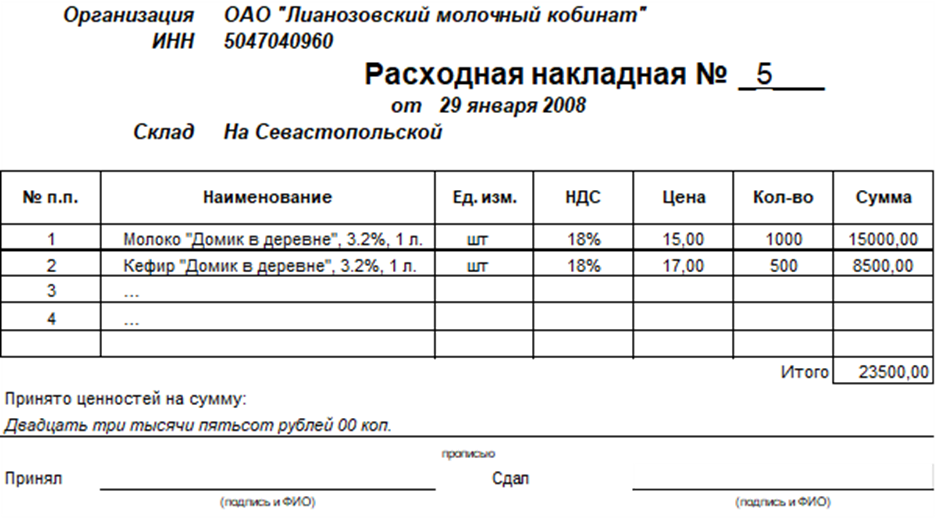 Организация ОАО "Лианозовский молочный кобинат"
ИНН 5047040960
Расходная накладная № _5___
от 29 января 2008
Склад На Севастопольской
№ п.п. Наименование Ед. изм. НДС Цена Кол-во Сумма
1 Молоко "Домик в деревне", 3.2%, 1 л. шт 18% 15,00 1000 15000,00
2 Кефир "Домик в деревне", 3.2%, 1 л. шт 18% 17,00 500 8500,00
3 ...
4 ...
Итого 23500,00
Принято ценностей на сумму:
Двадцать три тысячи пятьсот рублей 00 коп.
прописью
Принял Сдал
(подпись и ФИО) (подпись и ФИО)